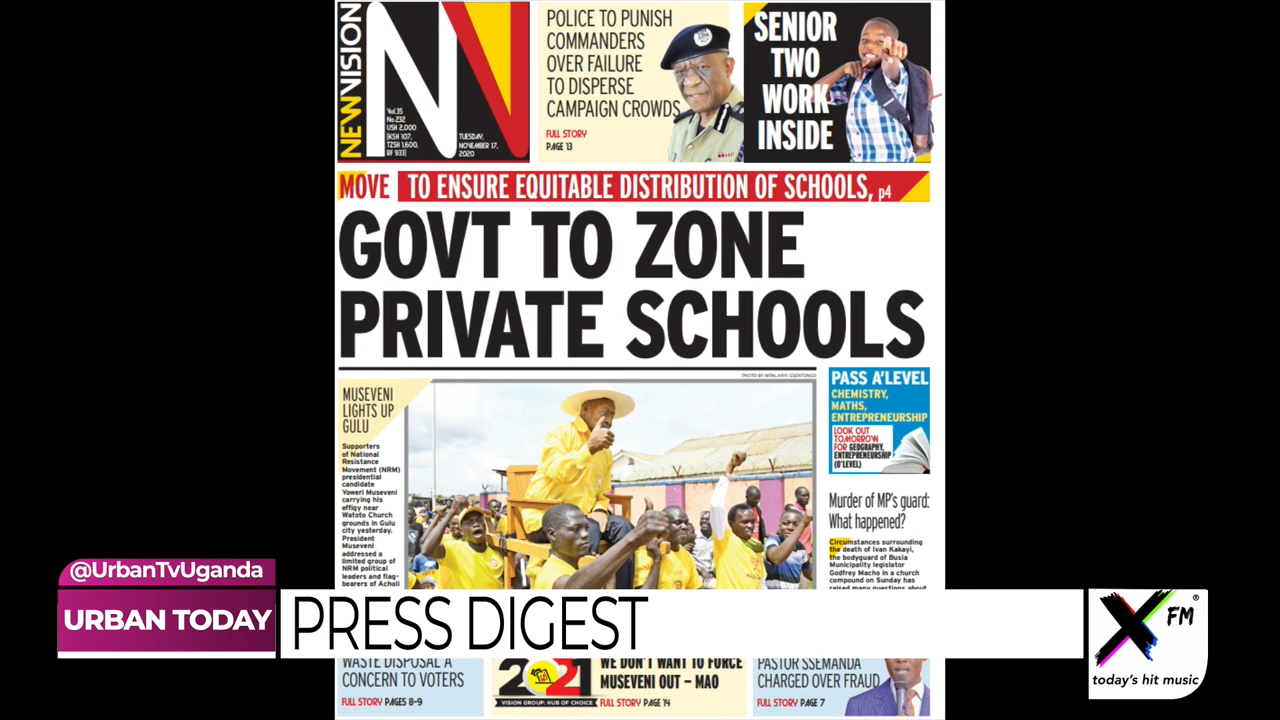 NEW VISION
Vol.35
No.232
USH 2,000
(KSH 107,
TZSH 1,600,
RF 933)
TUESDAY,
NOVEMBER 17,
2020
POLICE TO PUNISH
COMMANDERS
OVER FAILURE
TO DISPERSE
CAMPAIGN CROWDS
FULL STORY
PAGE 13
SENIOR
TWO
WORK
INSIDE
MOVE TO ENSURE EQUITABLE DISTRIBUTION OF SCHOOLS, p4
GOVT TO ZONE
PRIVATE SCHOOLS
PHOTO BY MPALANYI SSENTONGO
MUSEVENI
LIGHTS UP
GULU
Supporters
of National
Resistance
Movement (NRM)
presidential
candidate
Yoweri Museveni
carrying his
effigy near
Watoto Church
grounds in Gulu
city yesterday.
President
Museveni
addressed a
limited group of
NRM political
leaders and flag-
bearers of Acholi
PASS A'LEVEL
CHEMISTRY,
MATHS,
ENTREPRENEURSHIP
LOOK OUT
TOMORROW
FOR GEOGRAPHY,
ENTREPRENEURSHIP
(O'LEVEL)
Murder of MP's guard:
What happened?
Circumstances surrounding
the death of Ivan Kakayi,
the bodyguard of Busia
Municipality legislator
Godfrey Macho in a church
compound on Sunday has
raised many questions about
@UrbanTvUganda
URBAN TODAY
PRESS DIGEST
X FM®
today's hit music
WASTE DISPOSAL A
CONCERN TO VOTERS
FULL STORY PAGES 8-9
2021
VISION GROUP: HUB OF CHOICE
WE DON'T WANT TO FORCE
MUSEVENI OUT – MAO
FULL STORY PAGE 14
PASTOR SSEMANDA
CHARGED OVER FRAUD
FULL STORY PAGE 7